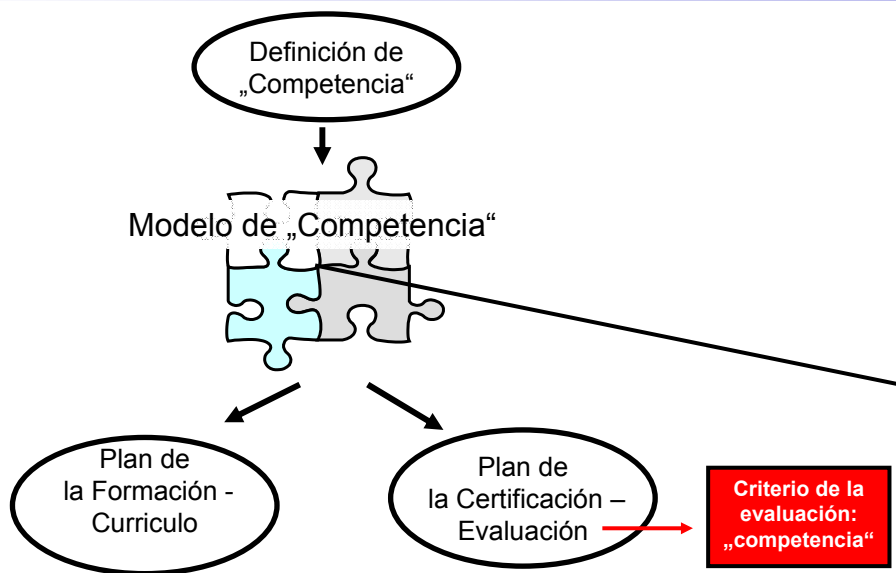 Definición de
„Competencia“
Modelo de „Competencia“
Plan de
la Formación -
Curriculo
Plan de
la Certificación –
Evaluación
Criterio de la
evaluación:
„competencia“